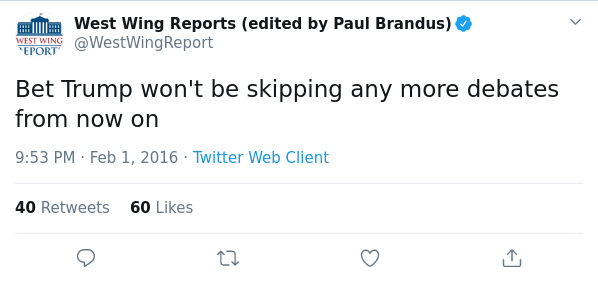 West Wing Reports (edited by Paul Brandus)
@WestWingReport
WEST WING
REPORT
Bet Trump won't be skipping any more debates
from now on
9:53 PM · Feb 1, 2016 · Twitter Web Client
40 Retweets 60 Likes